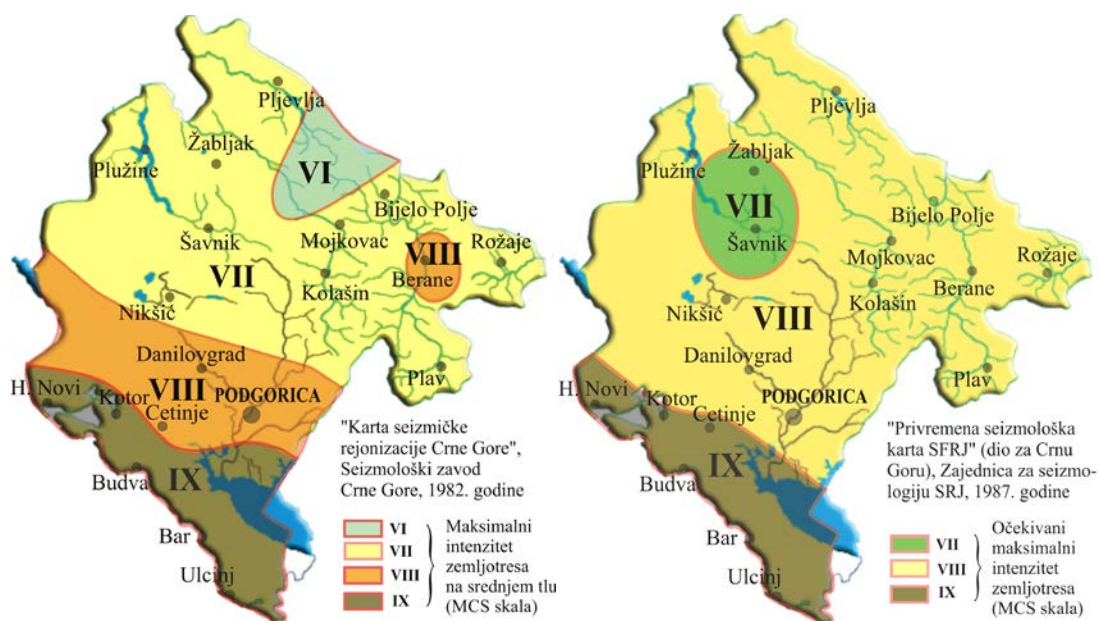 Pljevlja
Žabljak
Plužine
VI
Bijelo Polje
Šavnik
Mojkovac
VIII
Rožaje
VII
Berane
Kolašin
Nikšić
Danilovgrad
Plav
VIII
H. Novi
Kotor
PODGORICA
Cetinje
IX
Budva
Bar
Ulcinj
"Karta seizmičke
rejonizacije Crne Gore",
Seizmološki zavod
Crne Gore, 1982. godine
VI
VII
VIII
IX
Maksimalni
intenzitet
zemljotresa
na srednjem tlu
(MCS skala)
Pljevlja
Žabljak
Plužine
VII
Bijelo Polje
Šavnik
Mojkovac
Rožaje
Berane
Kolašin
Nikšić
VIII
Danilovgrad
Plav
H. Novi
Kotor
PODGORICA
Cetinje
IX
Budva
Bar
Ulcinj
"Privremena seizmološka
karta SFRJ" (dio za Crnu
Goru), Zajednica za seizmo-
logiju SRJ, 1987. godine
VII
VIII
IX
Očekivani
maksimalni
intenzitet
zemljotresa
(MCS skala)